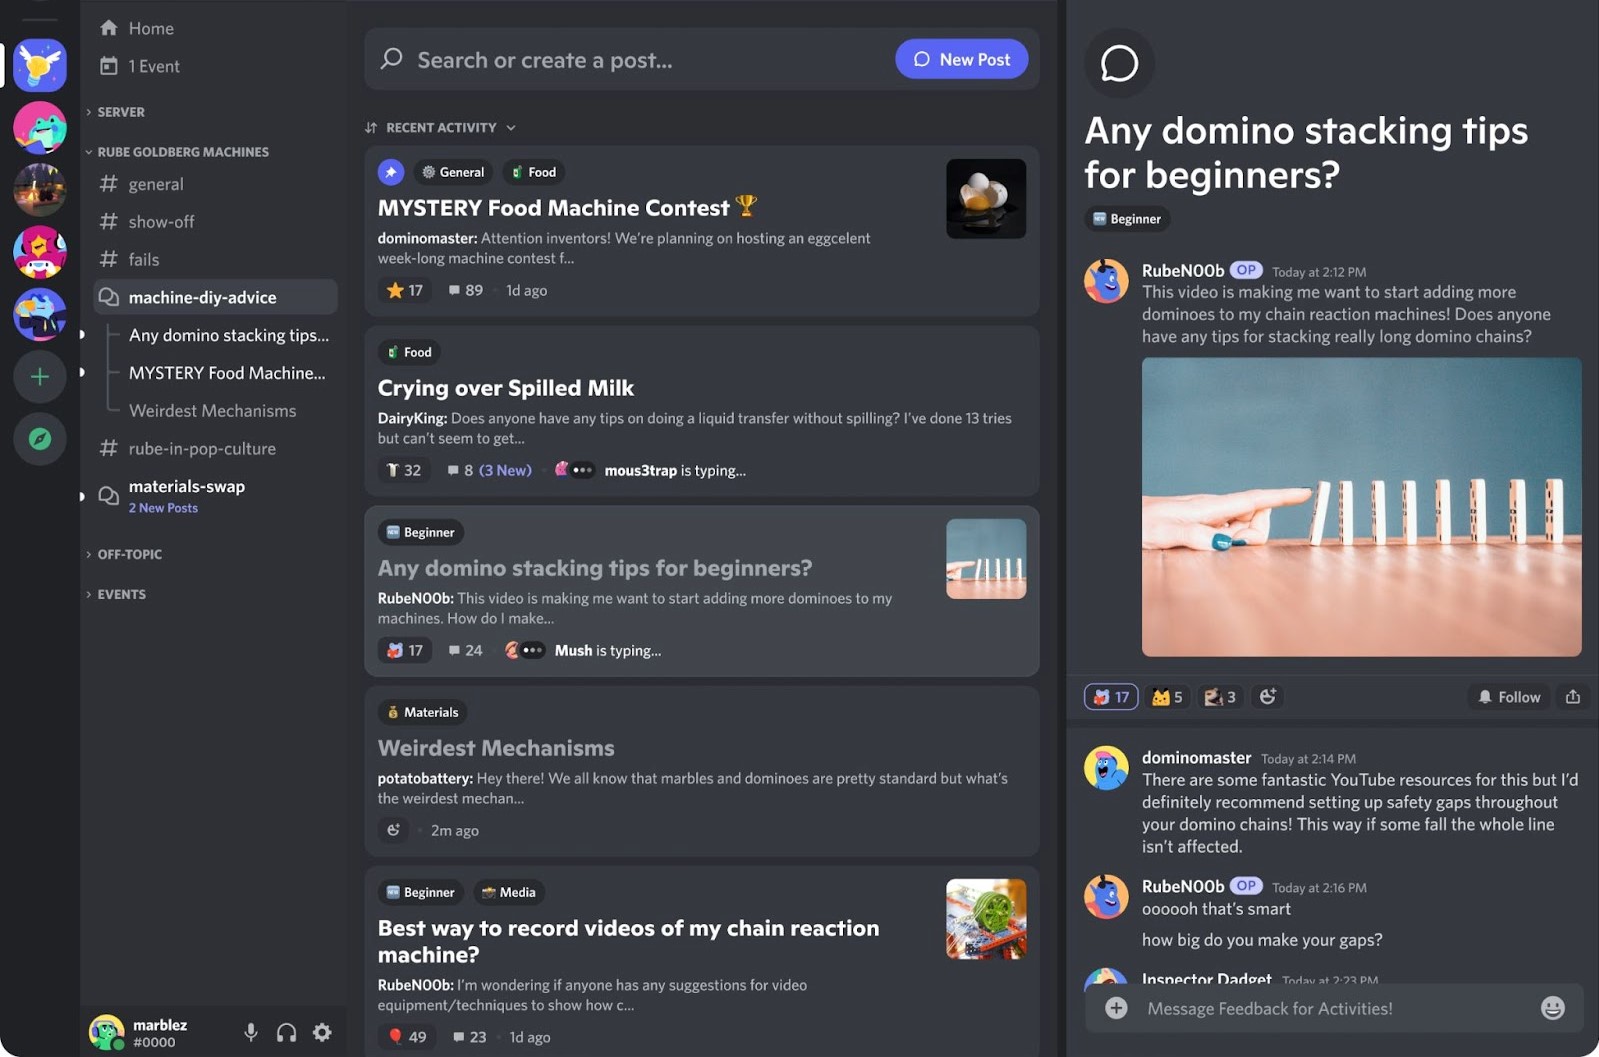 Home
1 Event
SERVER
RUBE GOLDBERG MACHINES
general
show-off
fails
machine-diy-advice
Any domino stacking tips...
MYSTERY Food Machine...
Weirdest Mechanisms
rube-in-pop-culture
materials-swap
2 New Posts
OFF-TOPIC
EVENTS
marblez
#0000
Search or create a post...
New Post
RECENT ACTIVITY
General Food
MYSTERY Food Machine Contest 🏆
dominomaster: Attention inventors! We're planning on hosting an eggcelent
week-long machine contest f...
17 89 1d ago
Food
Crying over Spilled Milk
DairyKing: Does anyone have any tips on doing a liquid transfer without spilling? I've done 13 tries
but can't seem to get...
32 8 (3 New) mous3trap is typing...
Beginner
Any domino stacking tips for beginners?
RubeN00b: This video is making me want to start adding more dominoes to my
machines. How do I make...
17 24 Mush is typing...
Materials
Weirdest Mechanisms
potatobattery: Hey there! We all know that marbles and dominoes are pretty standard but what's
the weirdest mechan...
2m ago
Beginner Media
Best way to record videos of my chain reaction
machine?
RubeN00b: I'm wondering if anyone has any suggestions for video
equipment/techniques to show how c...
49 23 1d ago
Any domino stacking tips
for beginners?
Beginner
RubeN00b OP Today at 2:12 PM
This video is making me want to start adding more
dominoes to my chain reaction machines! Does anyone
have any tips for stacking really long domino chains?
17 5 3 Follow
dominomaster Today at 2:14 PM
There are some fantastic YouTube resources for this but I'd
definitely recommend setting up safety gaps throughout
your domino chains! This way if some fall the whole line
isn't affected.
RubeN00b OP Today at 2:16 PM
oooooh that's smart
how big do you make your gaps?
Inspector Dadget Today at 2:23 PM
Message Feedback for Activities!